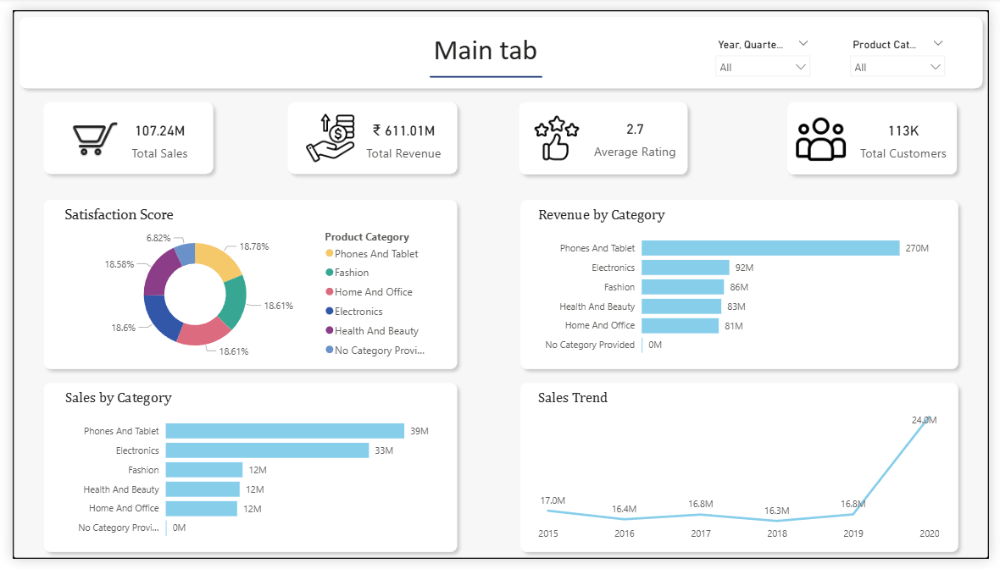 Main tab
Year, Quarte...
All
Product Cat...
All
107.24M
Total Sales
₹ 611.01M
Total Revenue
2.7
Average Rating
113K
Total Customers
Satisfaction Score
6.82%
18.78%
18.58%
18.61%
18.6%
18.61%
Product Category
Phones And Tablet
Fashion
Home And Office
Electronics
Health And Beauty
No Category Provi...
Revenue by Category
Phones And Tablet 270M
Electronics 92M
Fashion 86M
Health And Beauty 83M
Home And Office 81M
No Category Provided 0M
Sales by Category
Phones And Tablet 39M
Electronics 33M
Fashion 12M
Health And Beauty 12M
Home And Office 12M
No Category Provi... 0M
Sales Trend
24.0M
17.0M 16.4M 16.8M 16.3M 16.8M
2015 2016 2017 2018 2019 2020